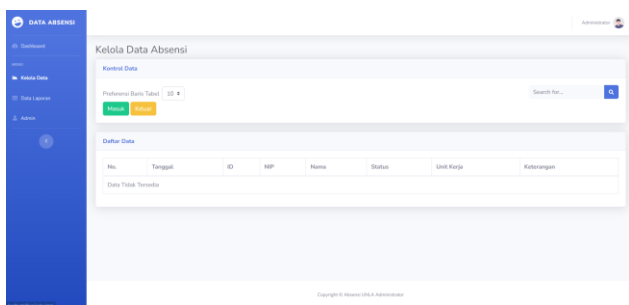 DATA ABSENSI
Administrator
Dashboard
MENU
Kelola Data
Data Laporan
Admin
Kelola Data Absensi
Kontrol Data
Preferensi Baris Tabel 10
Search for...
Masuk Keluar
Daftar Data
No. Tanggal ID NIP Nama Status Unit Kerja Keterangan
Data Tidak Tersedia
Copyright © Absensi UNLA Administrator